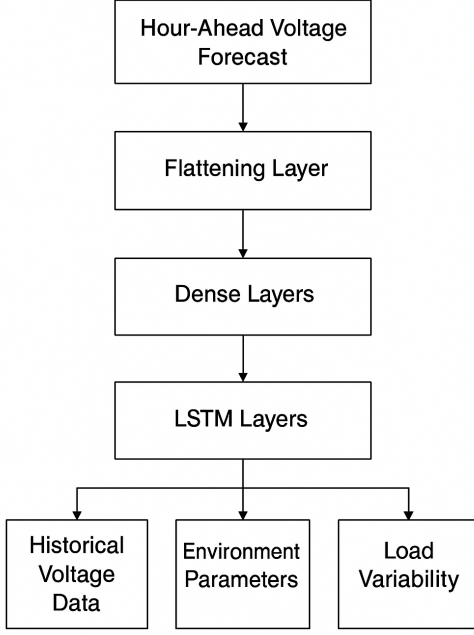 Hour-Ahead Voltage
Forecast
Flattening Layer
Dense Layers
LSTM Layers
Historical
Voltage
Data
Environment
Parameters
Load
Variability